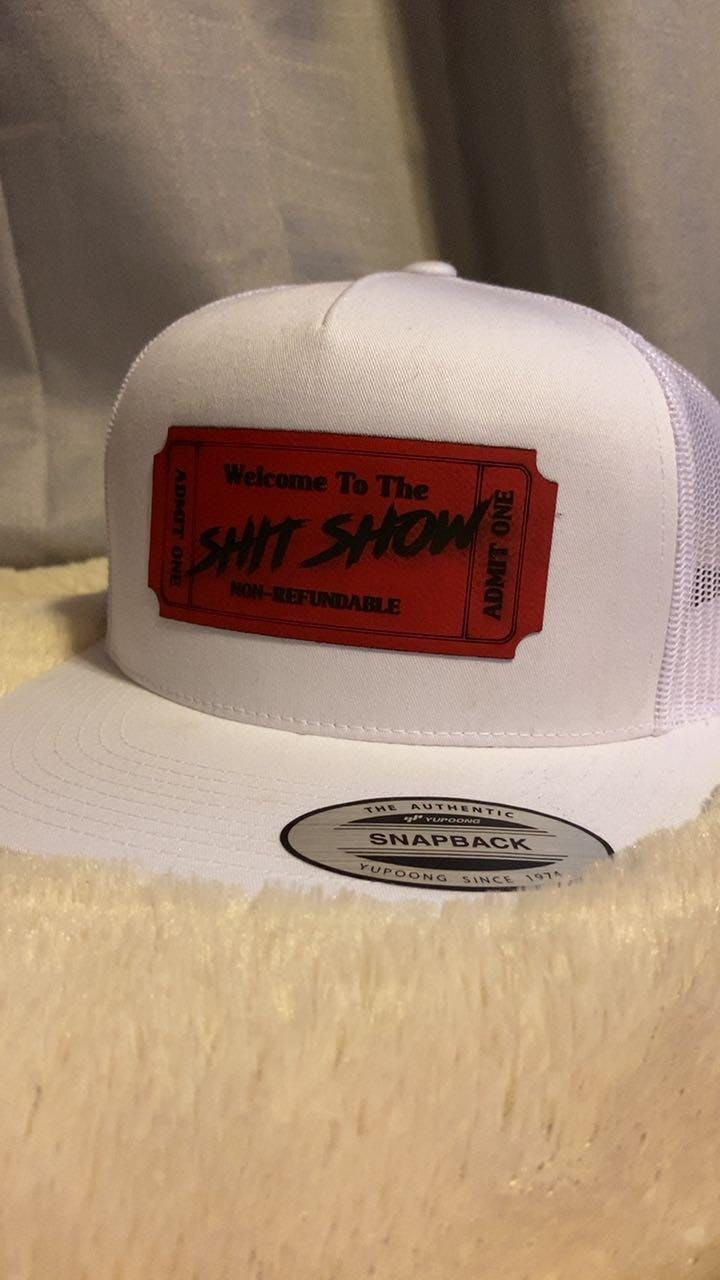 Welcome To The
SHIT SHOW
NON-REFUNDABLE
ADMIT ONE
ADMIT ONE
THE AUTHENTIC
YUPOONG
SNAPBACK
YUPOONG SINCE 1974